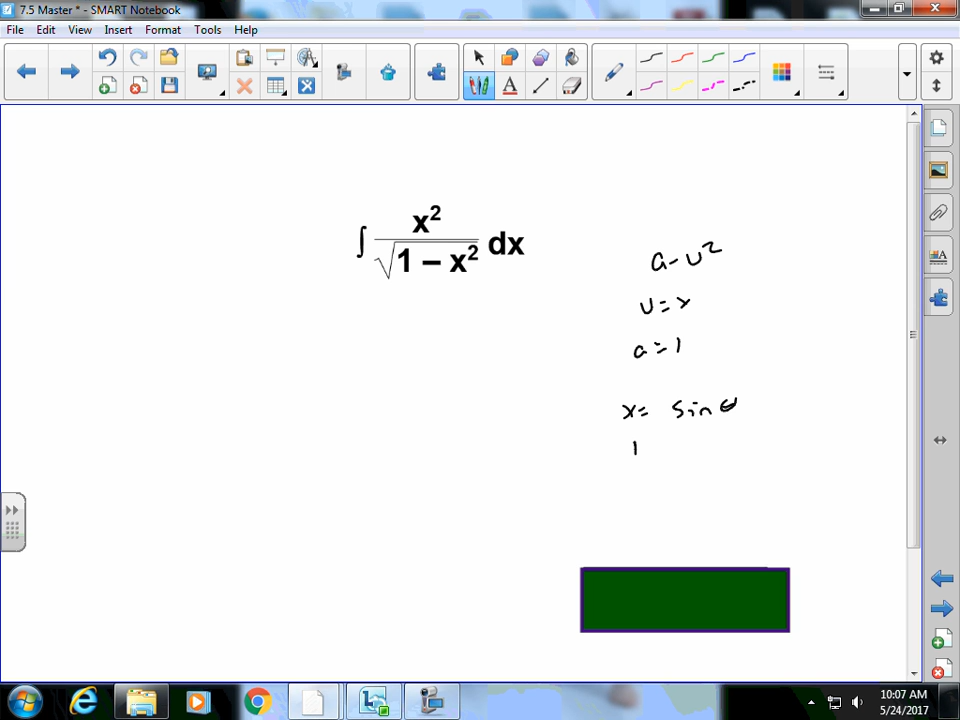 7.5 Master * - SMART Notebook
File Edit View Insert Format Tools Help
∫ x² / √(1 – x²) dx
a - u²
u = x
a = 1
x = sin θ
1
10:07 AM
5/24/2017